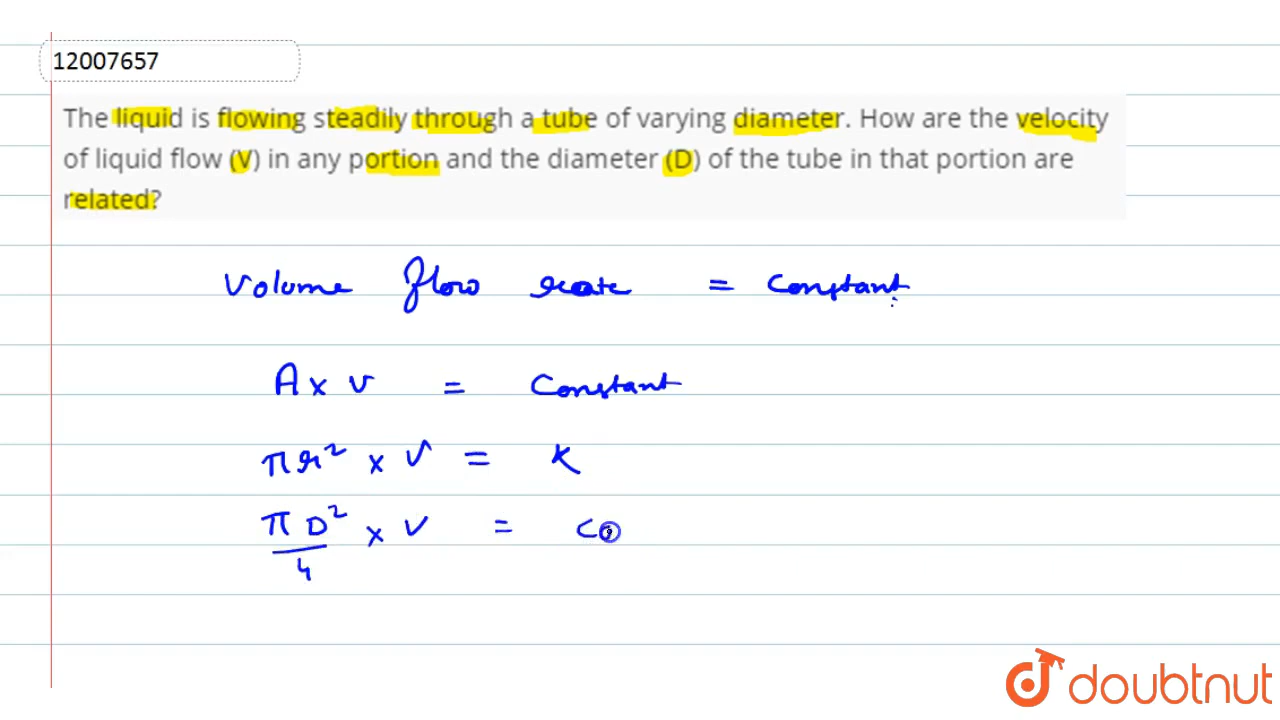 12007657
The liquid is flowing steadily through a tube of varying diameter. How are the velocity
of liquid flow (V) in any portion and the diameter (D) of the tube in that portion are
related?
Volume flow rate = Constant
A × v = Constant
πr² × V = K
πD²/4 × V = Co
doubtnut